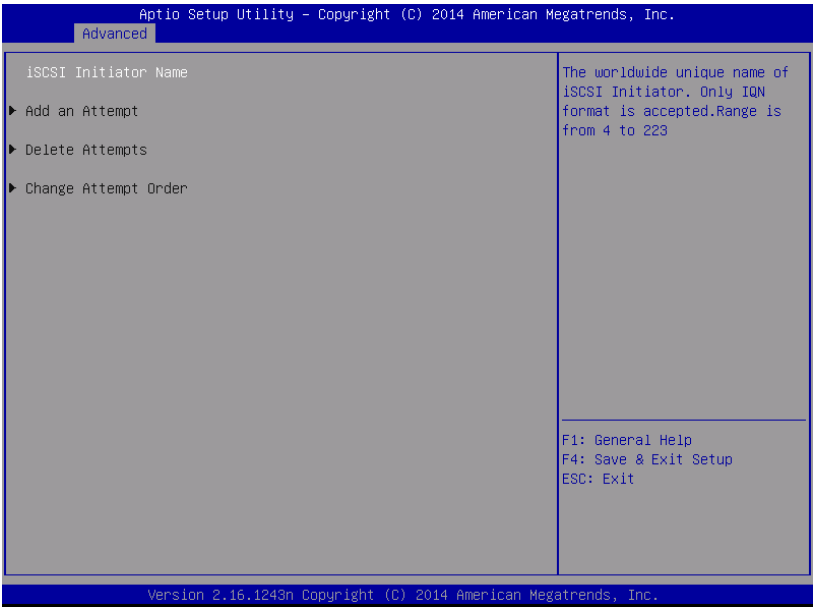 Aptio Setup Utility – Copyright (C) 2014 American Megatrends, Inc.
Advanced
iSCSI Initiator Name
▶ Add an Attempt
▶ Delete Attempts
▶ Change Attempt Order
The worldwide unique name of
iSCSI Initiator. Only IQN
format is accepted.Range is
from 4 to 223
F1: General Help
F4: Save & Exit Setup
ESC: Exit
Version 2.16.1243n Copyright (C) 2014 American Megatrends, Inc.